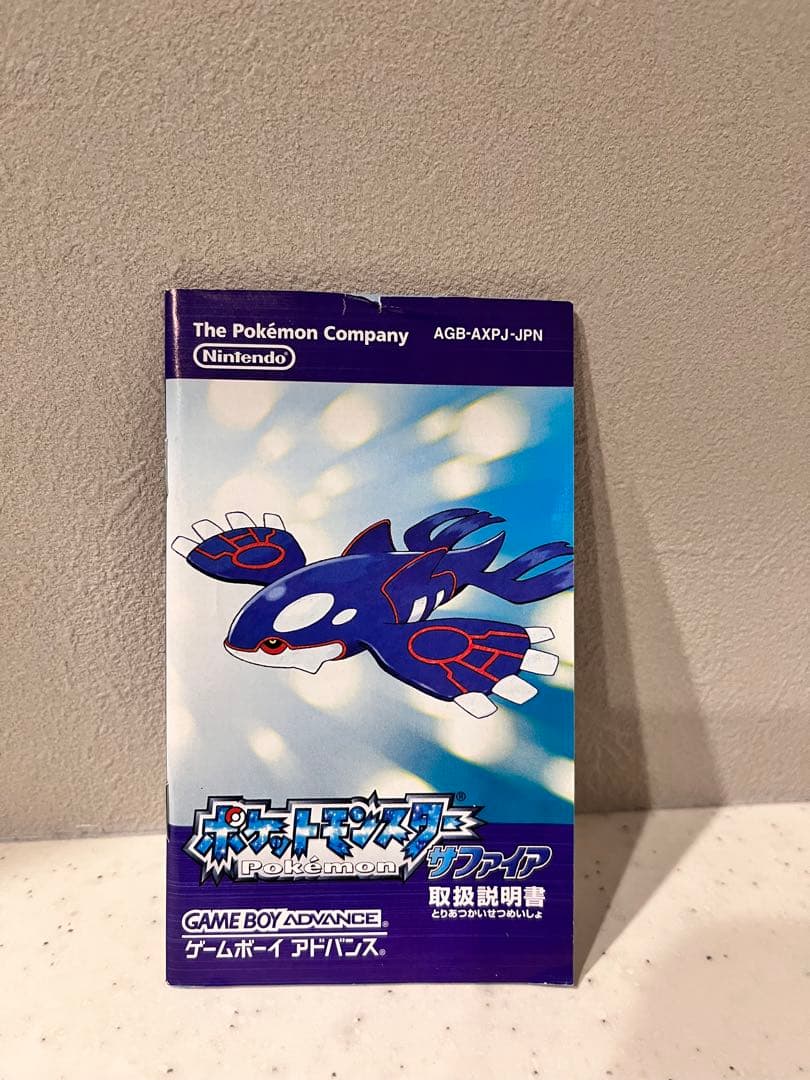 The Pokémon Company AGB-AXPJ-JPN
Nintendo®
ポケットモンスター®
Pokémon サファイア
取扱説明書
とりあつかいせつめいしょ
GAME BOY ADVANCE®
ゲームボーイ アドバンス®